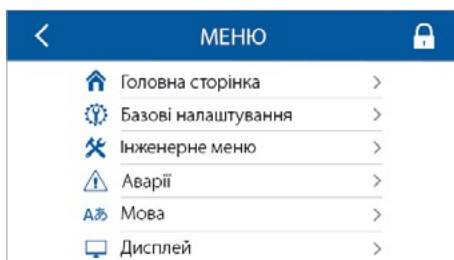 МЕНЮ
Головна сторінка
Базові налаштування
Інженерне меню
Аварії
Aあ Мова
Дисплей